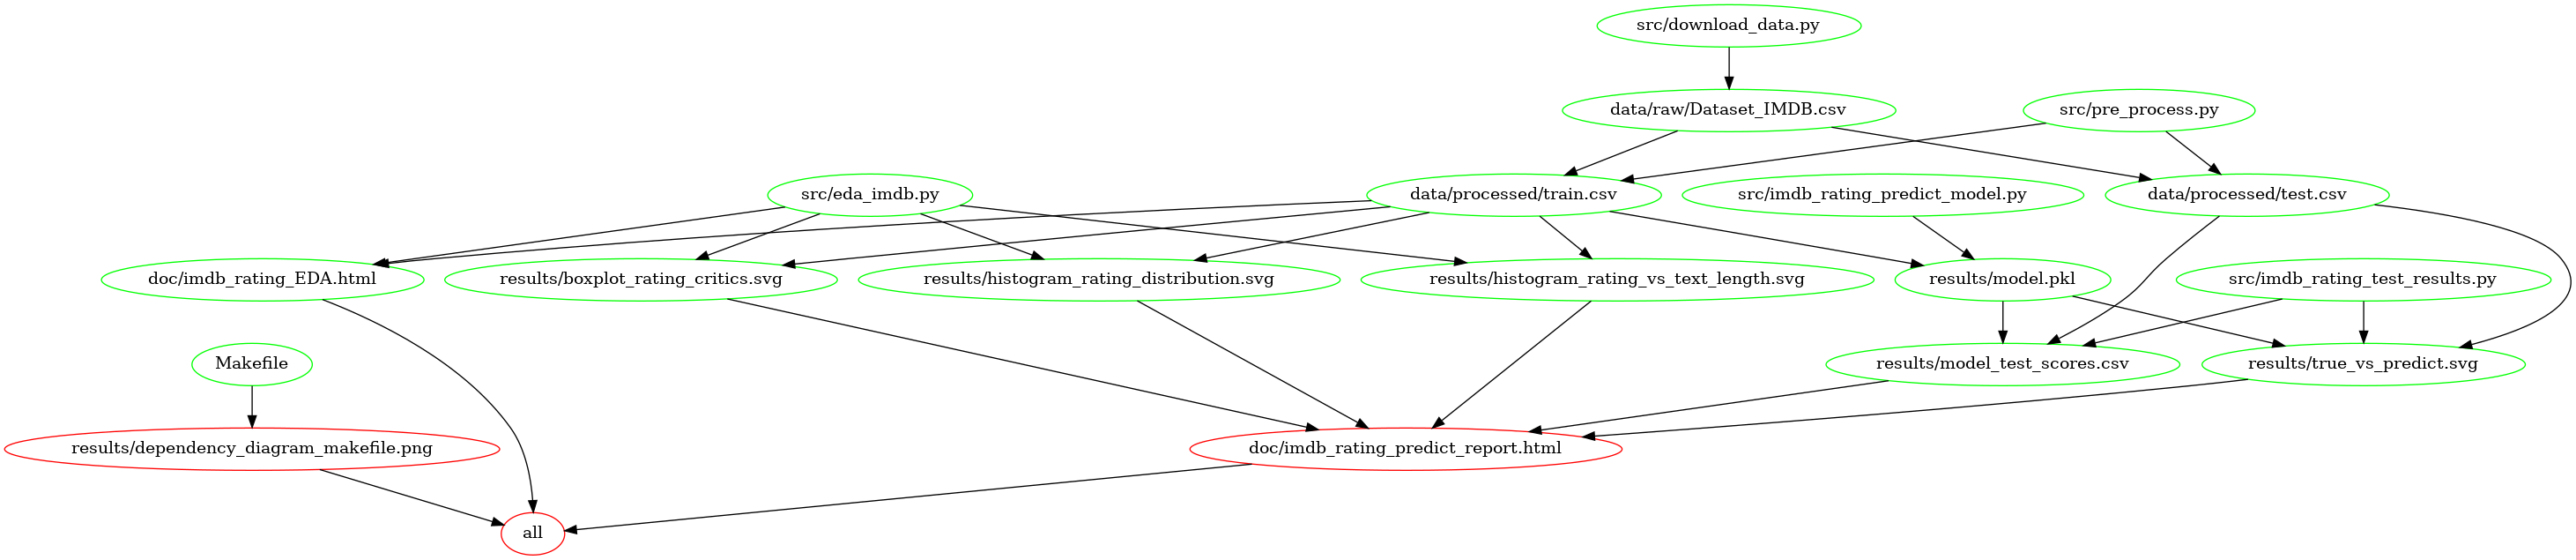 src/download_data.py
data/raw/Dataset_IMDB.csv
src/pre_process.py
src/eda_imdb.py
data/processed/train.csv
src/imdb_rating_predict_model.py
data/processed/test.csv
doc/imdb_rating_EDA.html
results/boxplot_rating_critics.svg
results/histogram_rating_distribution.svg
results/histogram_rating_vs_text_length.svg
results/model.pkl
src/imdb_rating_test_results.py
Makefile
results/model_test_scores.csv
results/true_vs_predict.svg
results/dependency_diagram_makefile.png
doc/imdb_rating_predict_report.html
all